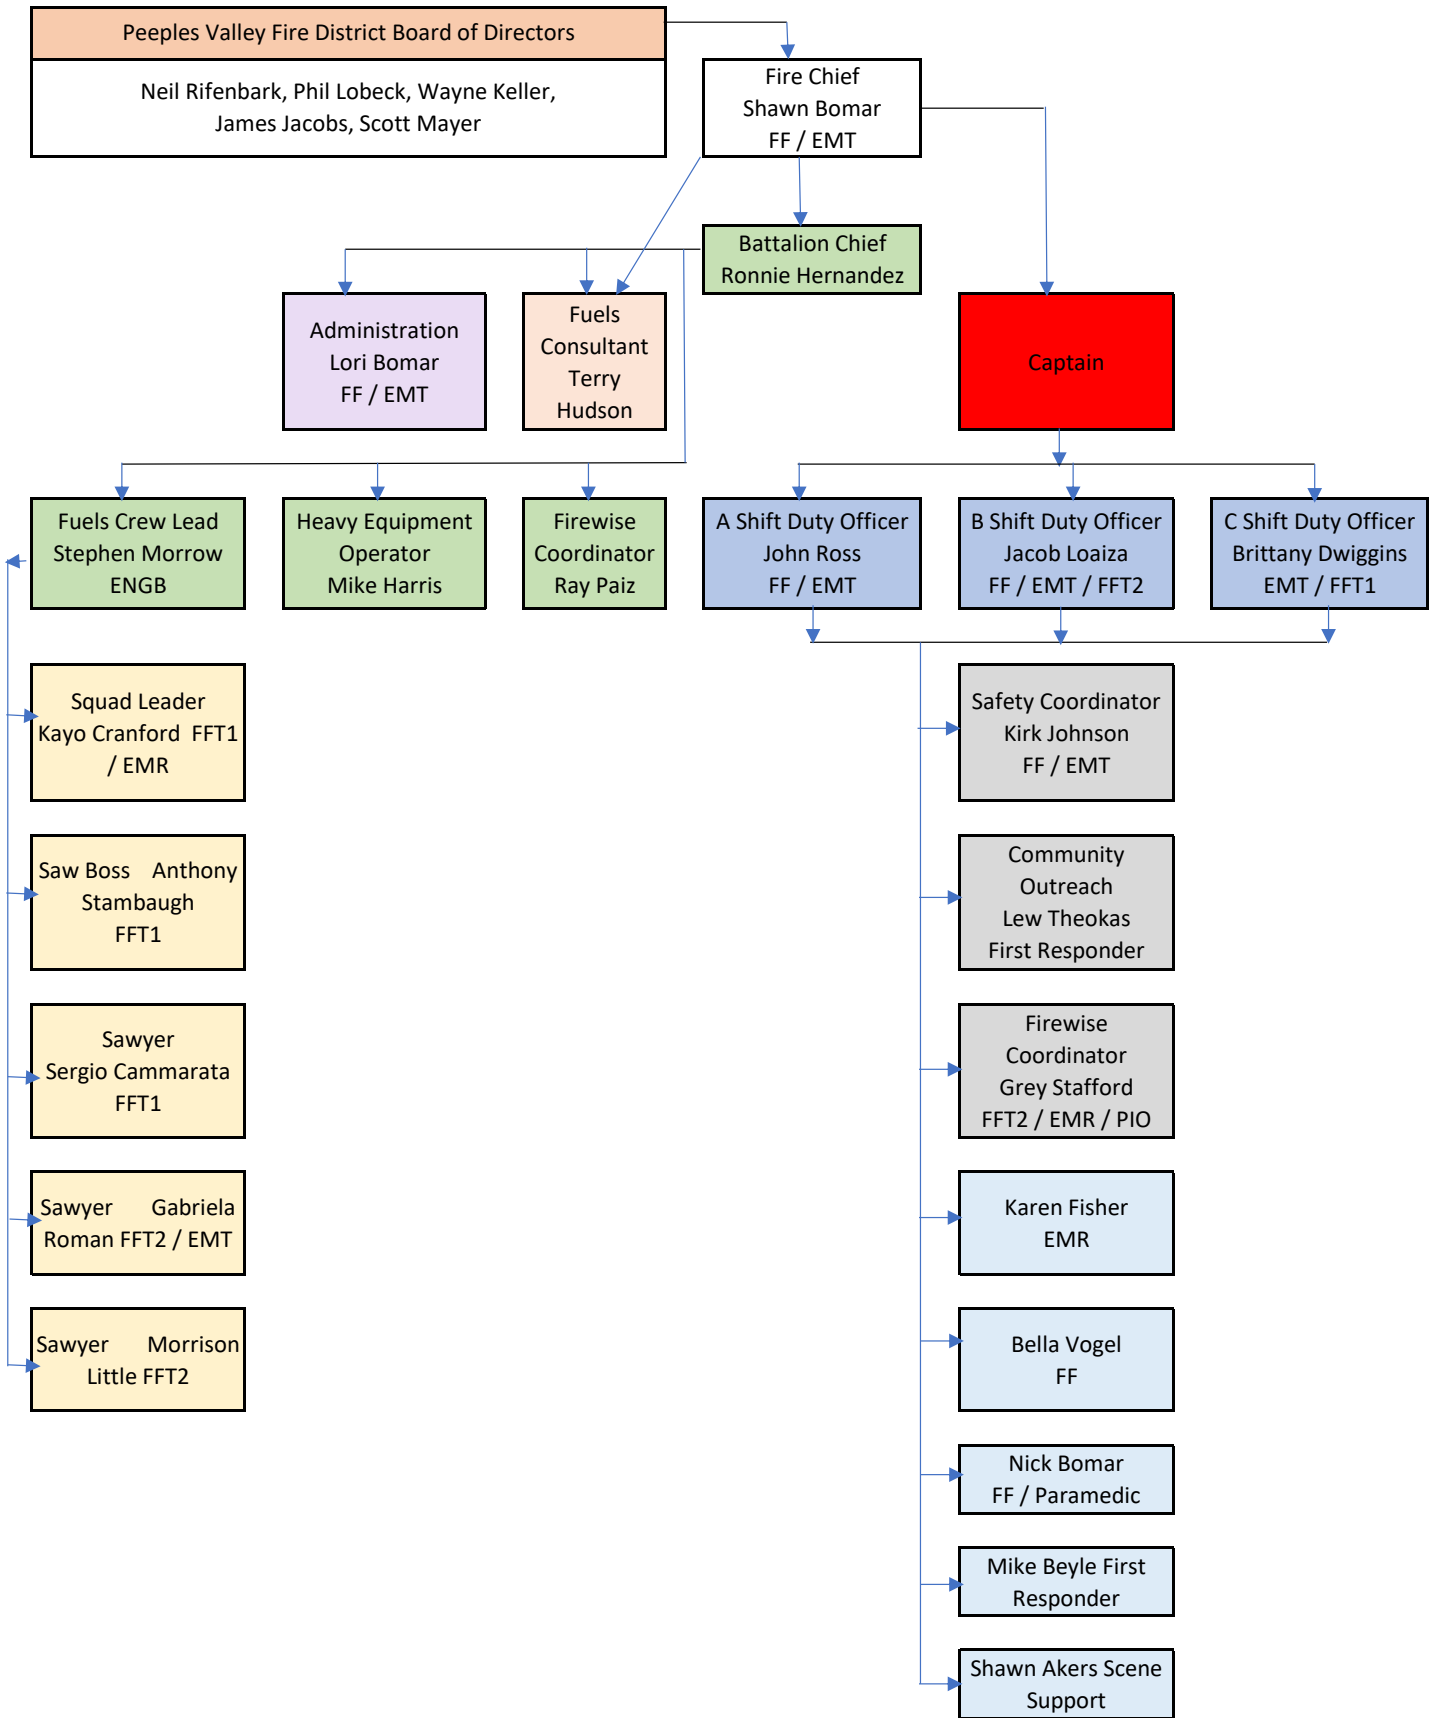 Peeples Valley Fire District Board of Directors
Neil Rifenbark, Phil Lobeck, Wayne Keller,
James Jacobs, Scott Mayer
Fire Chief
Shawn Bomar
FF / EMT
Battalion Chief
Ronnie Hernandez
Administration
Lori Bomar
FF / EMT
Fuels
Consultant
Terry
Hudson
Captain
Fuels Crew Lead
Stephen Morrow
ENGB
Heavy Equipment
Operator
Mike Harris
Firewise
Coordinator
Ray Paiz
A Shift Duty Officer
John Ross
FF / EMT
B Shift Duty Officer
Jacob Loaiza
FF / EMT / FFT2
C Shift Duty Officer
Brittany Dwiggins
EMT / FFT1
Squad Leader
Kayo Cranford FFT1
/ EMR
Saw Boss Anthony
Stambaugh
FFT1
Sawyer
Sergio Cammarata
FFT1
Sawyer Gabriela
Roman FFT2 / EMT
Sawyer Morrison
Little FFT2
Safety Coordinator
Kirk Johnson
FF / EMT
Community
Outreach
Lew Theokas
First Responder
Firewise
Coordinator
Grey Stafford
FFT2 / EMR / PIO
Karen Fisher
EMR
Bella Vogel
FF
Nick Bomar
FF / Paramedic
Mike Beyle First
Responder
Shawn Akers Scene
Support